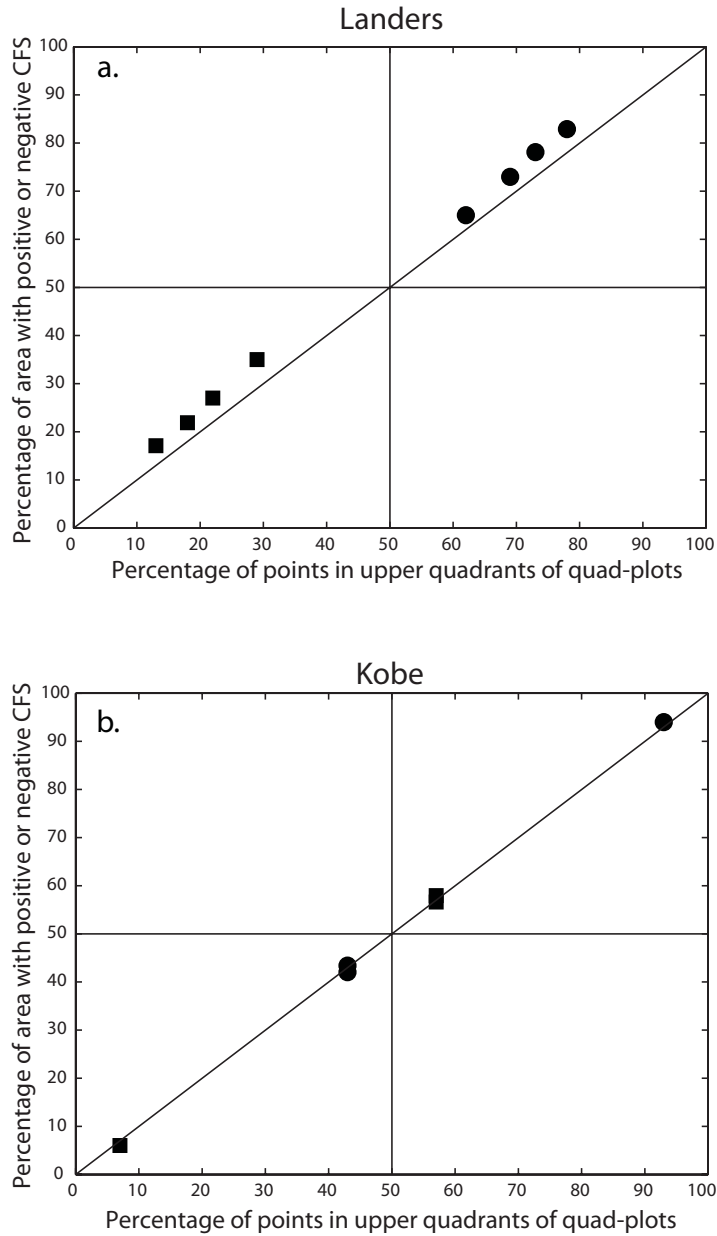 Landers
a.
Percentage of area with positive or negative CFS
100
90
80
70
60
50
40
30
20
10
0
0 10 20 30 40 50 60 70 80 90 100
Percentage of points in upper quadrants of quad-plots
Kobe
b.
Percentage of area with positive or negative CFS
100
90
80
70
60
50
40
30
20
10
0
0 10 20 30 40 50 60 70 80 90 100
Percentage of points in upper quadrants of quad-plots